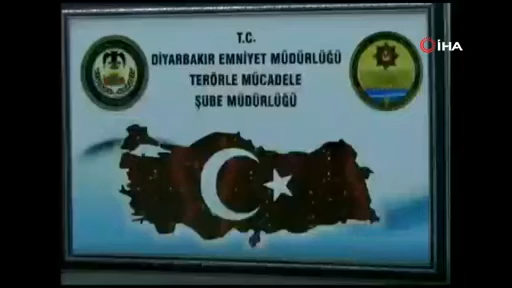 T.C.
DİYARBAKIR EMNİYET MÜDÜRLÜĞÜ
TERÖRLE MÜCADELE
ŞUBE MÜDÜRLÜĞÜ
İHA